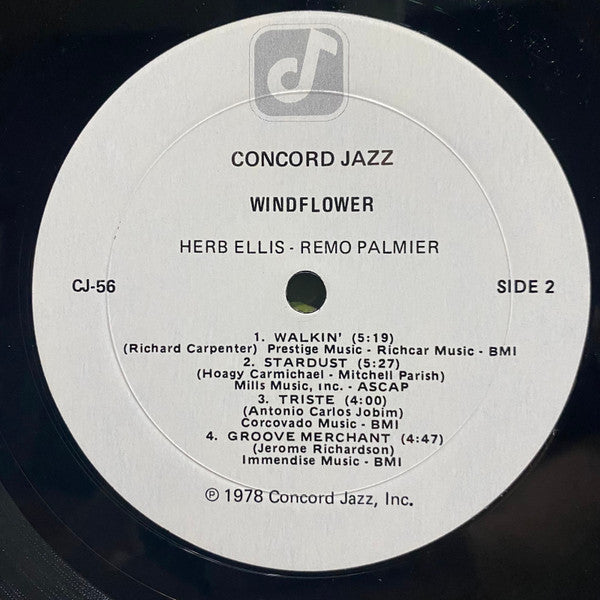 CONCORD JAZZ
WINDFLOWER
HERB ELLIS - REMO PALMIER
CJ-56
SIDE 2
1. WALKIN' (5:19)
(Richard Carpenter) Prestige Music - Richcar Music - BMI
2. STARDUST (5:27)
(Hoagy Carmichael - Mitchell Parish)
Mills Music, Inc. - ASCAP
3. TRISTE (4:00)
(Antonio Carlos Jobim)
Corcovado Music - BMI
4. GROOVE MERCHANT (4:47)
(Jerome Richardson)
Immendise Music - BMI
℗ 1978 Concord Jazz, Inc.